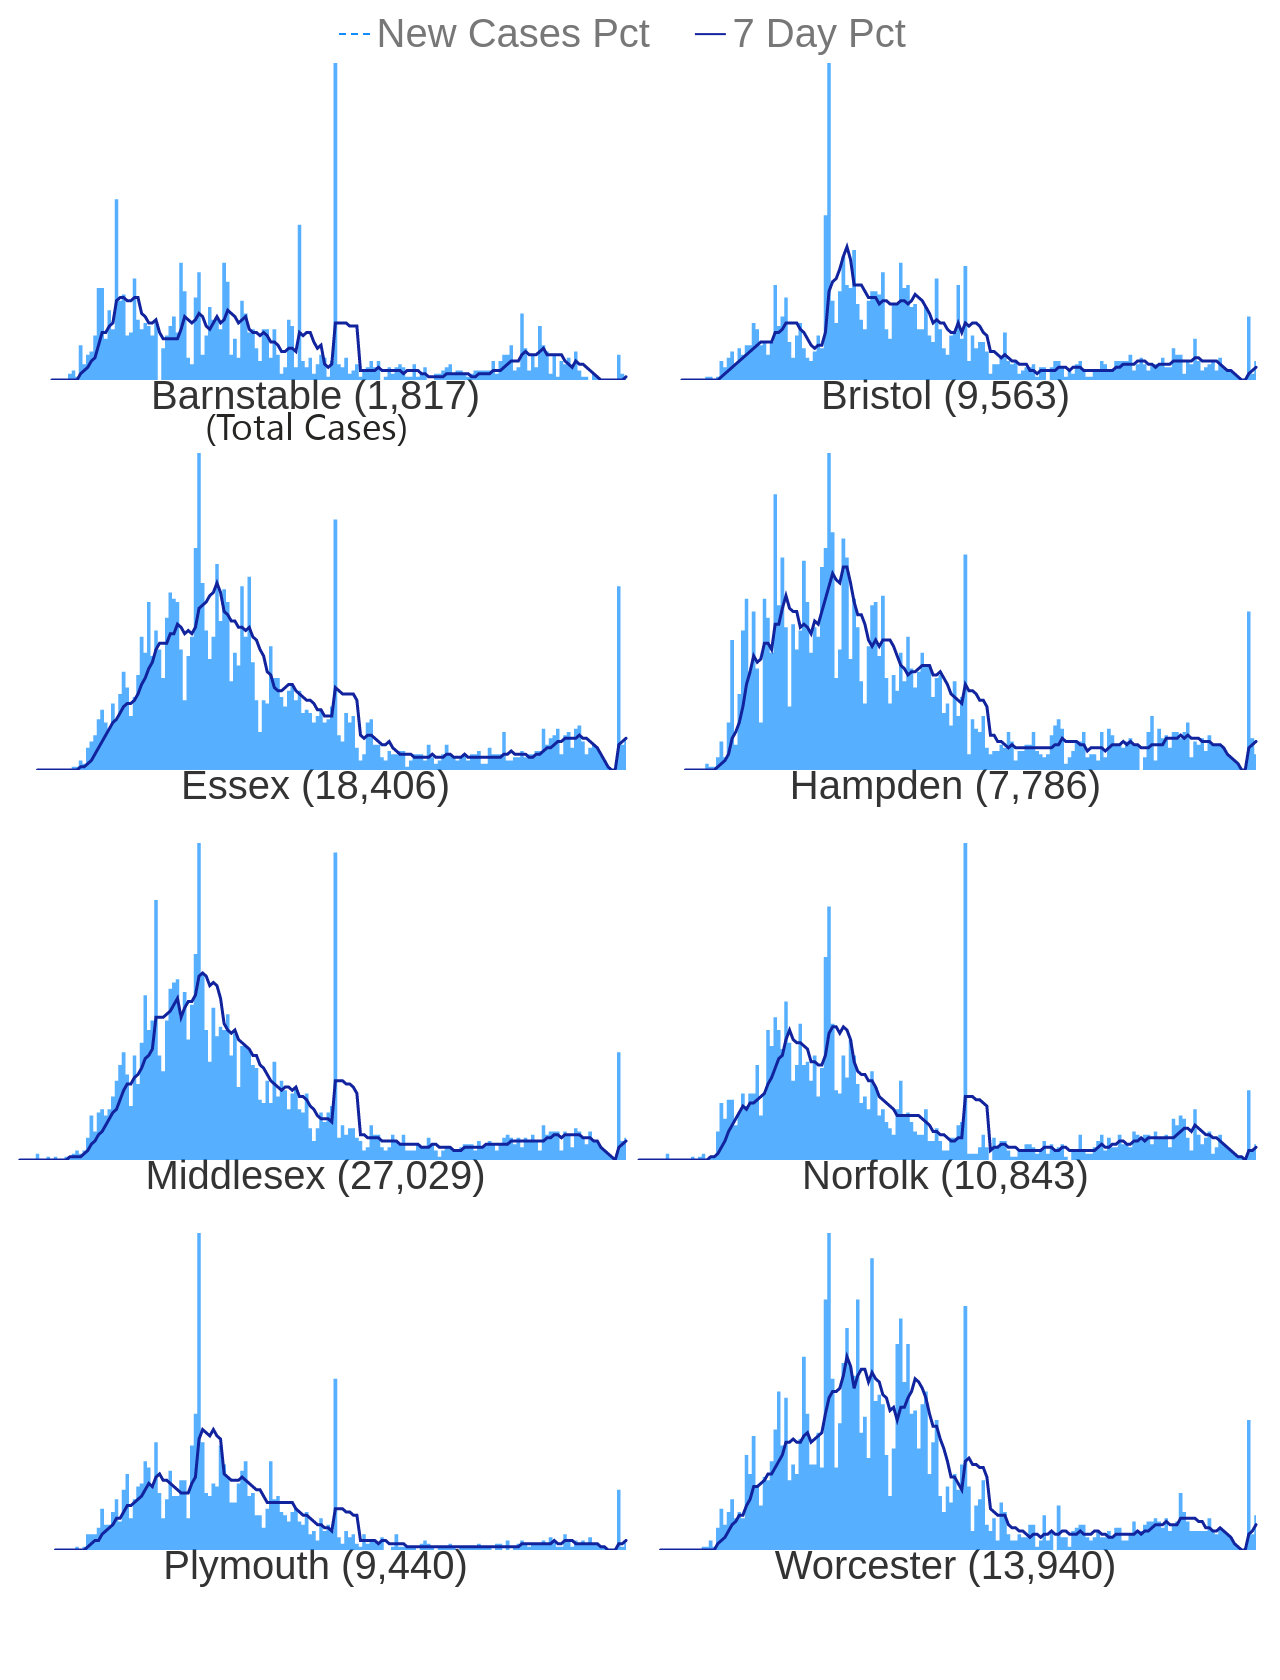 New Cases Pct 7 Day Pct
Barnstable (1,817) Bristol (9,563)
(Total Cases)
Essex (18,406) Hampden (7,786)
Middlesex (27,029) Norfolk (10,843)
Plymouth (9,440) Worcester (13,940)